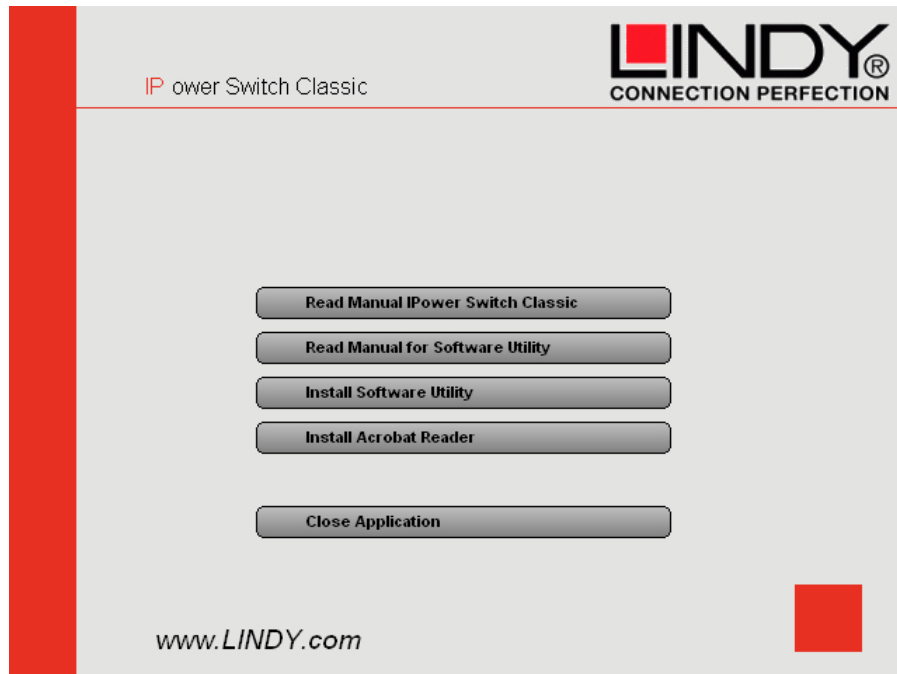 LINDY®
CONNECTION PERFECTION
IP ower Switch Classic
Read Manual IPower Switch Classic
Read Manual for Software Utility
Install Software Utility
Install Acrobat Reader
Close Application
www.LINDY.com